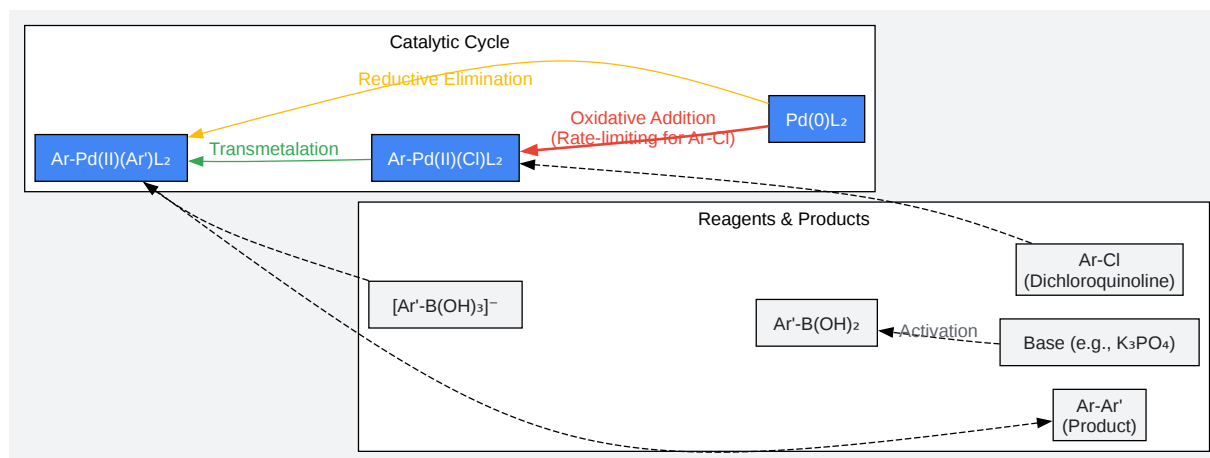 Catalytic Cycle
Reductive Elimination
Pd(0)L₂
Oxidative Addition
(Rate-limiting for Ar-Cl)
Transmetalation
Ar-Pd(II)(Ar')L₂
Ar-Pd(II)(Cl)L₂
Reagents & Products
Ar-Cl
(Dichloroquinoline)
[Ar'-B(OH)₃]⁻
Ar'-B(OH)₂
Activation
Base (e.g., K₃PO₄)
Ar-Ar'
(Product)